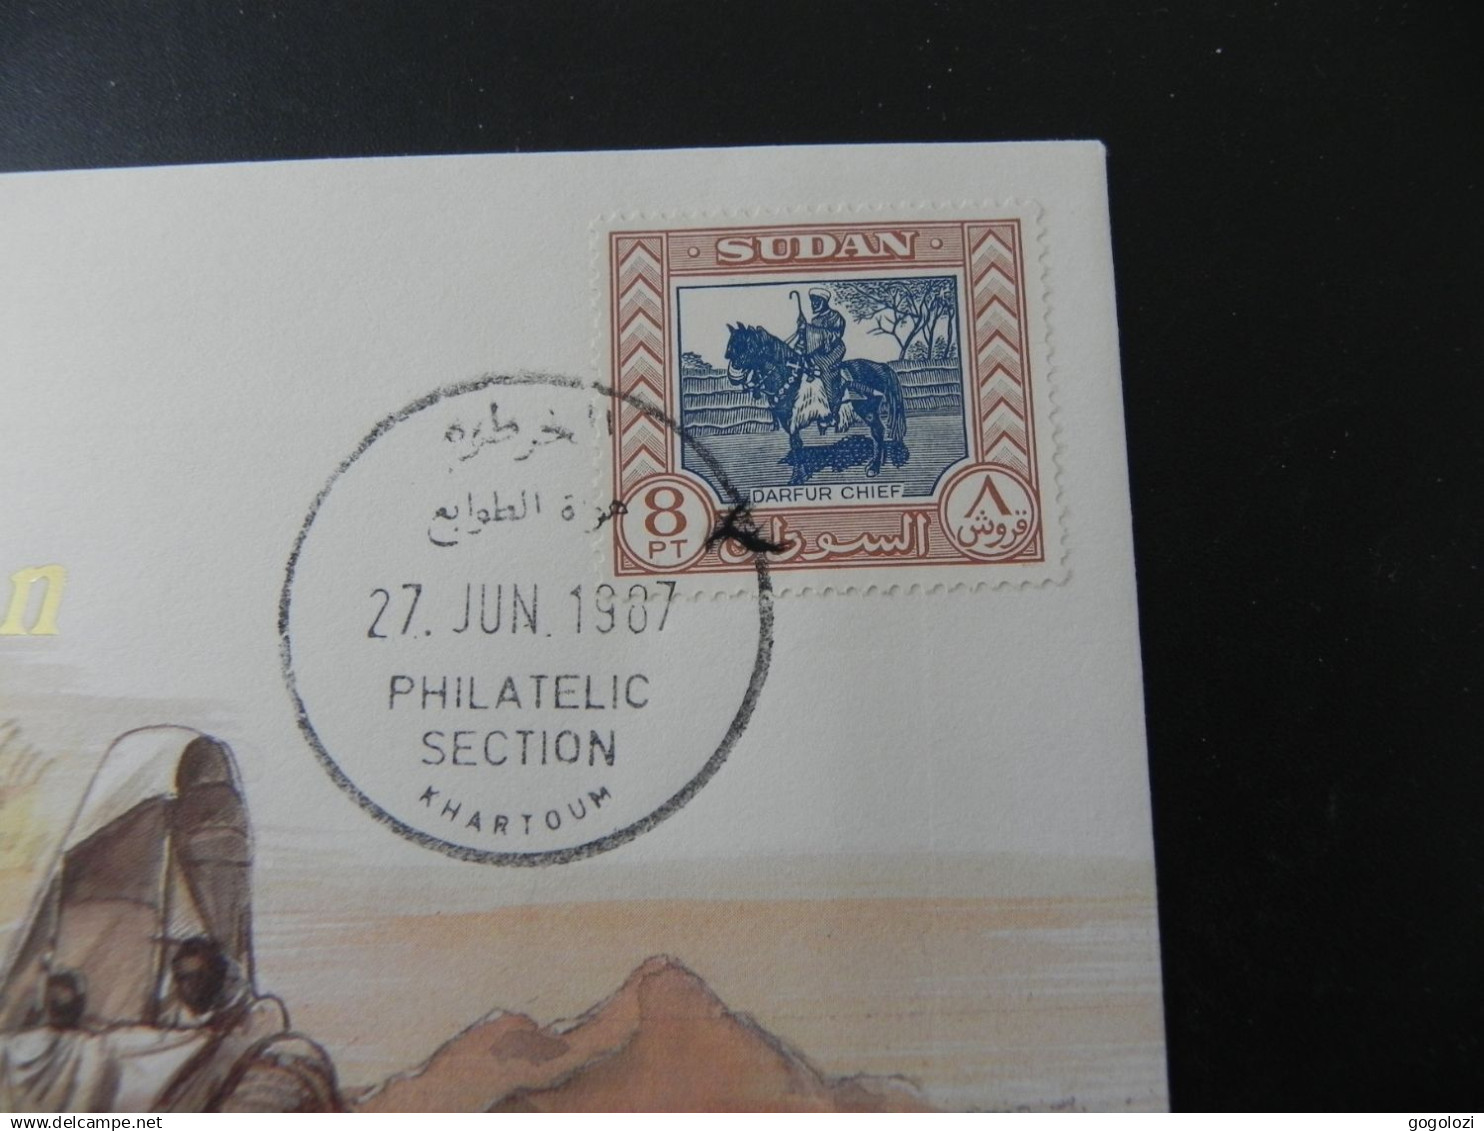 delcampe.net
SUDAN
DARFUR CHIEF
8
PT
السودان
٨
قروش
الخرطوم
هواة الطوابع
27. JUN. 1987
PHILATELIC
SECTION
KHARTOUM
n
gogolozi